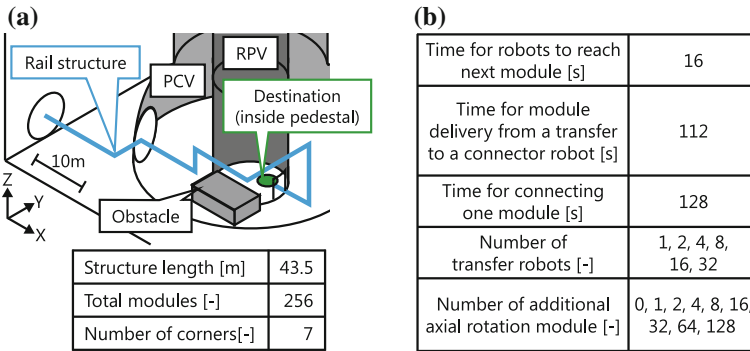 (a)
Rail structure
PCV
RPV
Destination
(inside pedestal)
10m
Z
Y
X
Obstacle
Structure length [m] 43.5
Total modules [-] 256
Number of corners[-] 7
(b)
Time for robots to reach
next module [s]
16
Time for module
delivery from a transfer
to a connector robot [s]
112
Time for connecting
one module [s]
128
Number of
transfer robots [-]
1, 2, 4, 8,
16, 32
Number of additional
axial rotation module [-]
0, 1, 2, 4, 8, 16,
32, 64, 128